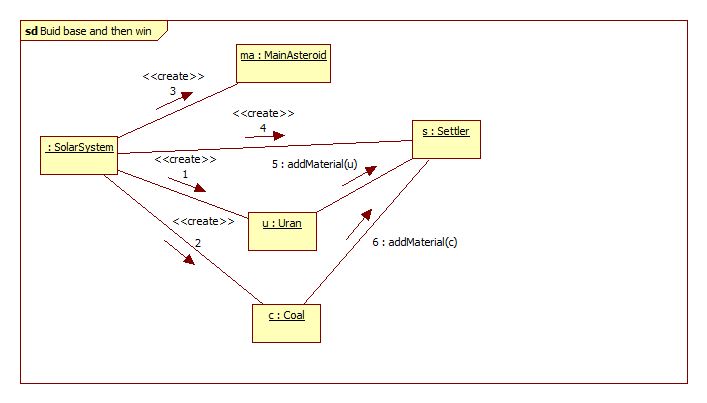 sd Buid base and then win
ma : MainAsteroid
<<create>>
3
<<create>>
4
s : Settler
: SolarSystem
<<create>>
1
5 : addMaterial(u)
u : Uran
<<create>>
2
6 : addMaterial(c)
c : Coal